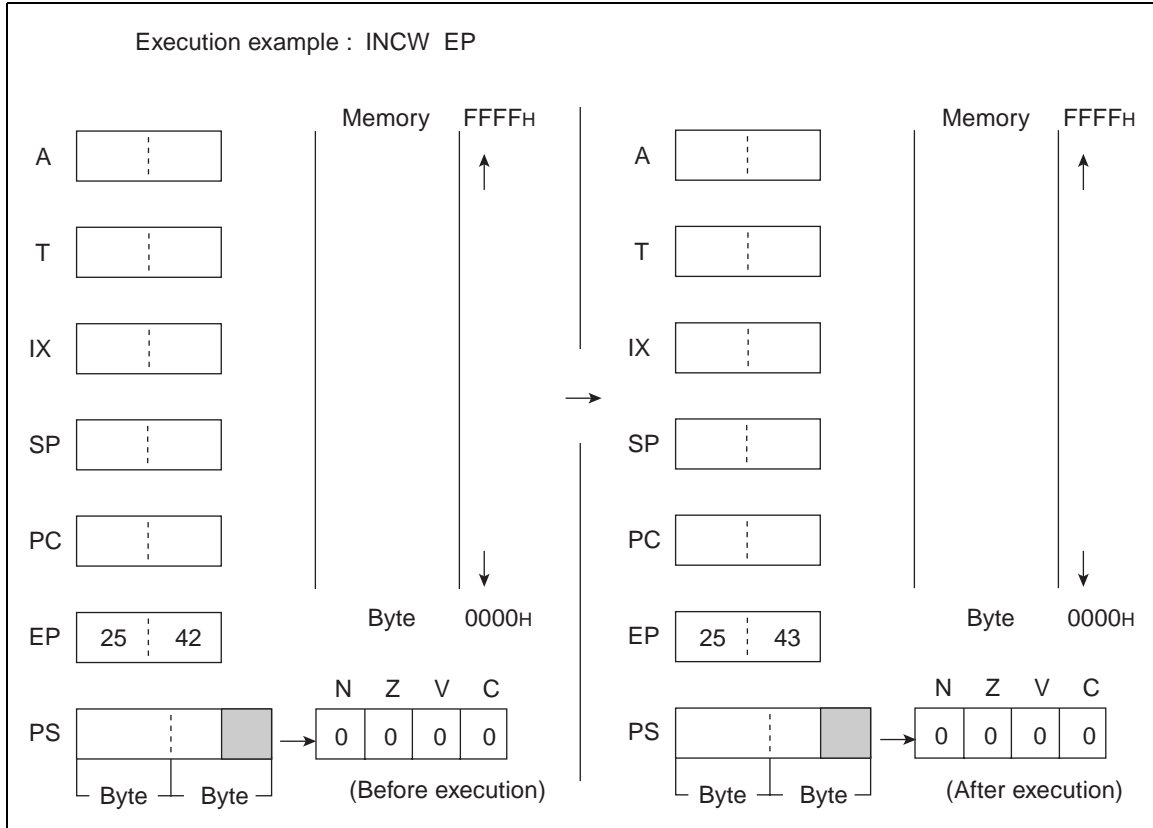 Execution example : INCW EP
Memory FFFFH
A
T
IX
SP
PC
Byte 0000H
EP 25 42
N Z V C
PS 0 0 0 0
Byte Byte (Before execution)
Memory FFFFH
A
T
IX
SP
PC
Byte 0000H
EP 25 43
N Z V C
PS 0 0 0 0
Byte Byte (After execution)